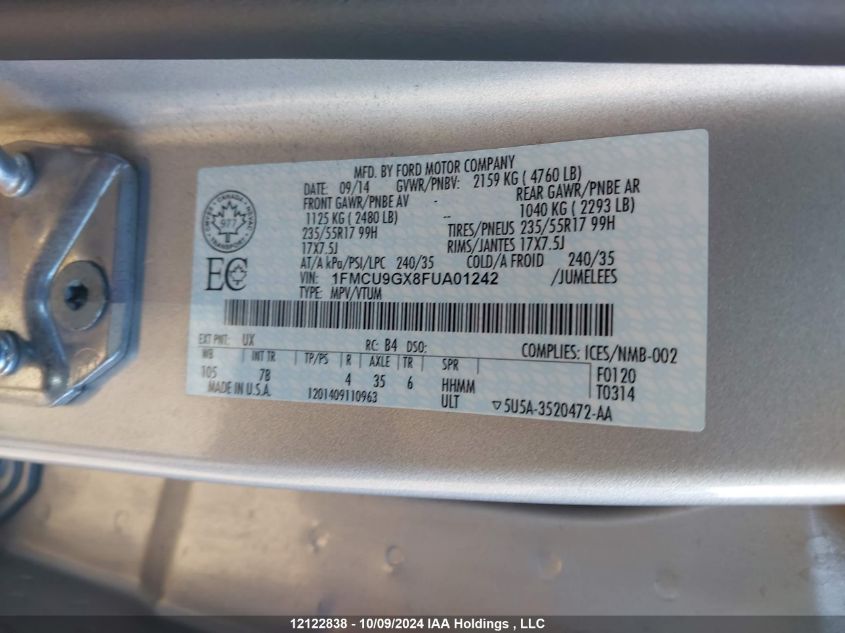 MFD. BY FORD MOTOR COMPANY
DATE: 09/14 GVWR/PNBV: 2159 KG ( 4760 LB)
FRONT GAWR/PNBE AV - REAR GAWR/PNBE AR
1125 KG ( 2480 LB) -- 1040 KG ( 2293 LB)
235/55R17 99H TIRES/PNEUS 235/55R17 99H
17X7.5J RIMS/JANTES 17X7.5J
AT/A kPa/PSI/LPC 240/35 COLD/A FROID 240/35
VIN: 1FMCU9GX8FUA01242 /JUMELEES
TYPE: MPV/VTUM
CANADA
977
TRANSPORT
EC
EXT PNT: UX RC: B4 DSO: COMPLIES: ICES/NMB-002
WB INT TR TP/PS R AXLE TR SPR F0120
105 7B 4 35 6 HHMM T0314
MADE IN U.S.A. 1201409110963 ULT ▽5U5A-3520472-AA
12122838 - 10/09/2024 IAA Holdings , LLC